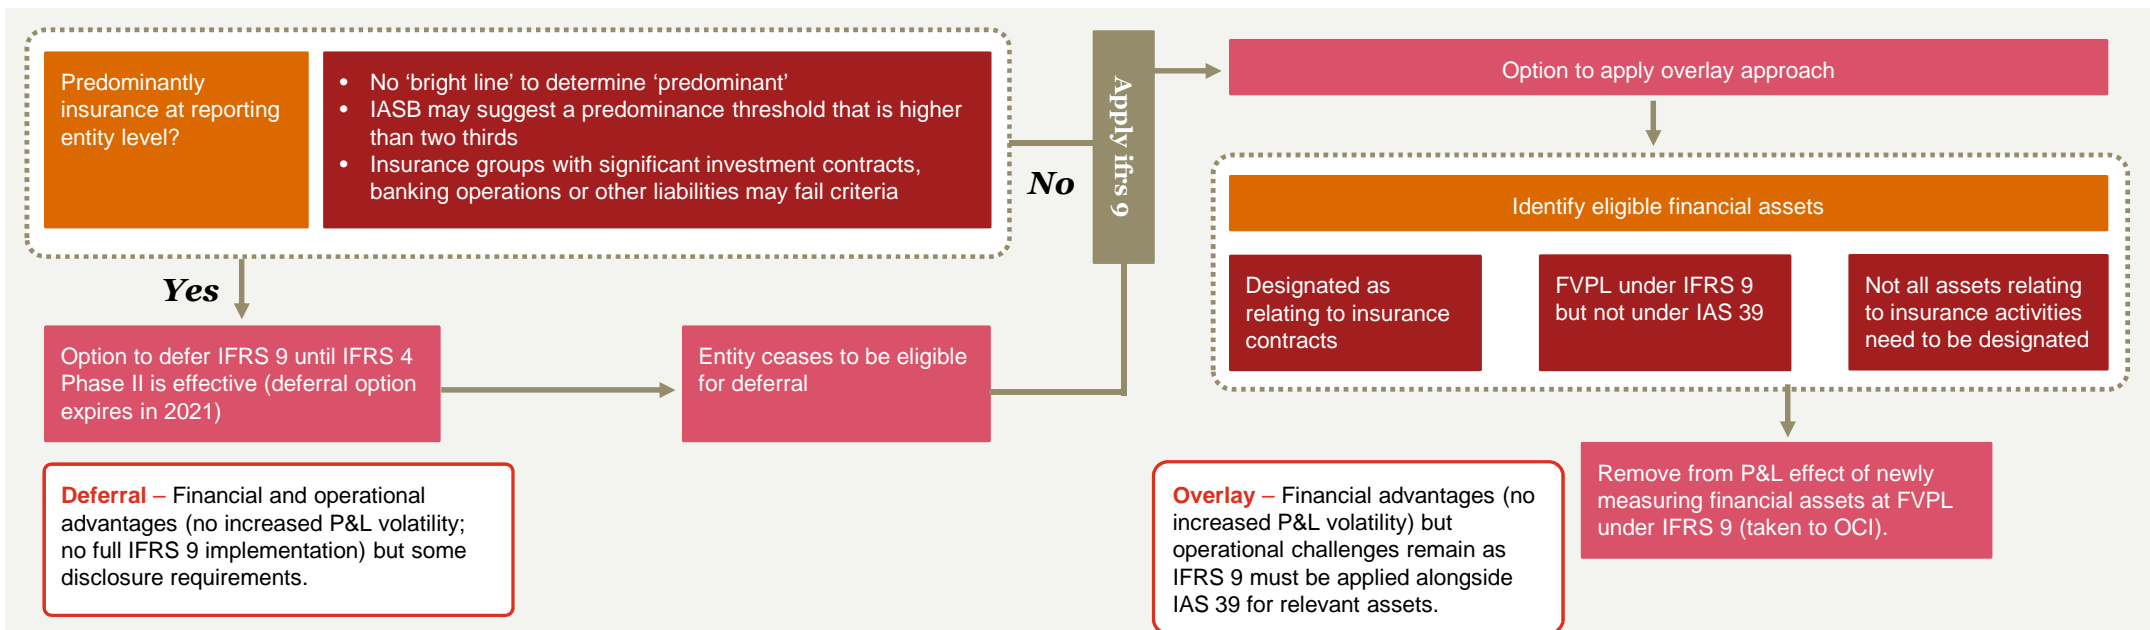 Predominantly
insurance at reporting
entity level?
• No ‘bright line’ to determine ‘predominant’
• IASB may suggest a predominance threshold that is higher
than two thirds
• Insurance groups with significant investment contracts,
banking operations or other liabilities may fail criteria
No
Yes
Option to defer IFRS 9 until IFRS 4
Phase II is effective (deferral option
expires in 2021)
Entity ceases to be eligible
for deferral
Deferral – Financial and operational
advantages (no increased P&L volatility;
no full IFRS 9 implementation) but some
disclosure requirements.
Apply ifrs 9
Option to apply overlay approach
Identify eligible financial assets
Designated as
relating to insurance
contracts
FVPL under IFRS 9
but not under IAS 39
Not all assets relating
to insurance activities
need to be designated
Remove from P&L effect of newly
measuring financial assets at FVPL
under IFRS 9 (taken to OCI).
Overlay – Financial advantages (no
increased P&L volatility) but
operational challenges remain as
IFRS 9 must be applied alongside
IAS 39 for relevant assets.